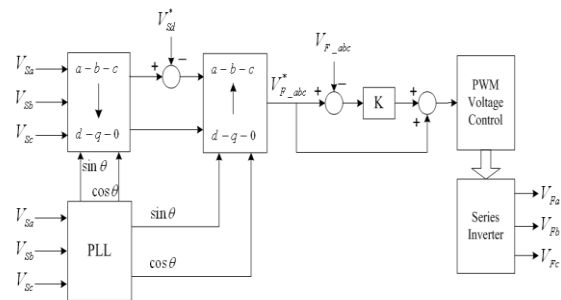 V*Sd
VF_abc
VSa
VSb
VSc
a-b-c
d-q-0
+
−
a-b-c
d-q-0
V*F_abc
+
−
K
+
+
PWM
Voltage
Control
sin θ
cos θ
VSa
VSb
VSc
PLL
sin θ
cos θ
Series
Inverter
VFa
VFb
VFc